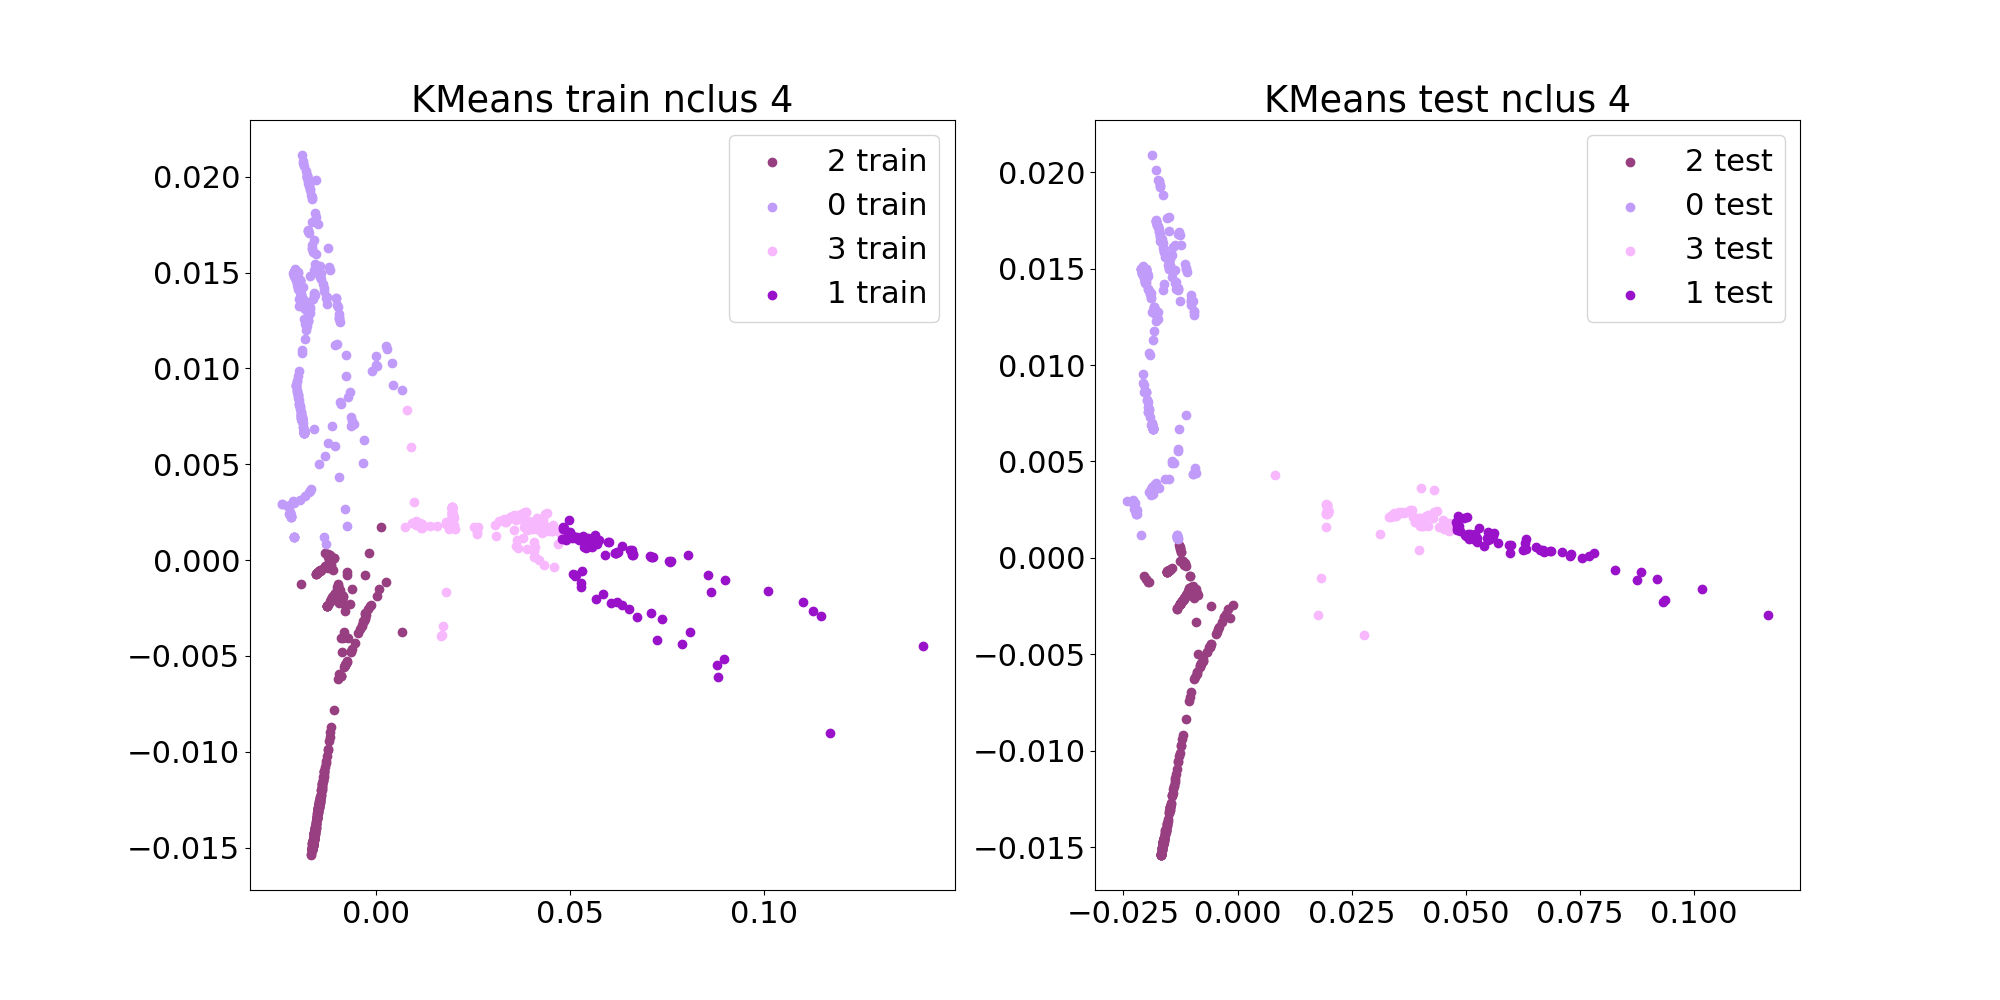 KMeans train nclus 4
0.020
0.015
0.010
0.005
0.000
−0.005
−0.010
−0.015
0.00
0.05
0.10
2 train
0 train
3 train
1 train
KMeans test nclus 4
0.020
0.015
0.010
0.005
0.000
−0.005
−0.010
−0.015
−0.025
0.000
0.025
0.050
0.075
0.100
2 test
0 test
3 test
1 test